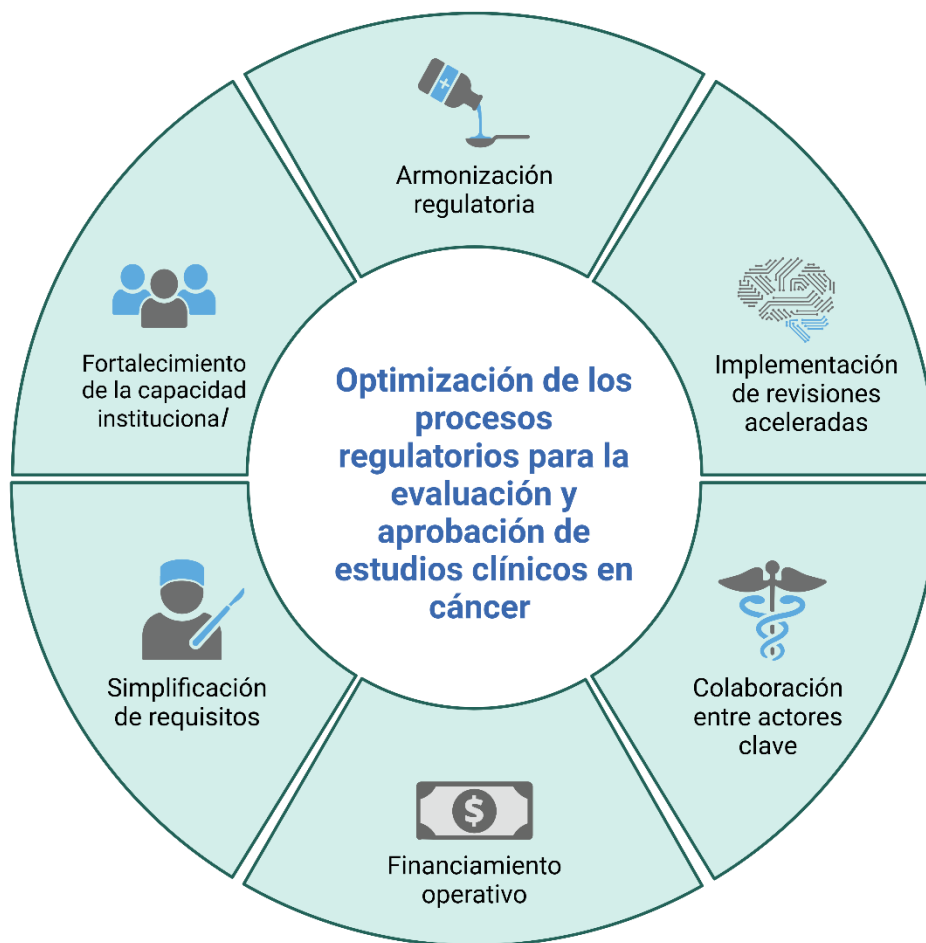 Armonización
regulatoria
Implementación
de revisiones
aceleradas
Colaboración
entre actores
clave
Financiamiento
operativo
Simplificación
de requisitos
Fortalecimiento
de la capacidad
instituciona/
Optimización de los
procesos
regulatorios para la
evaluación y
aprobación de
estudios clínicos en
cáncer
$